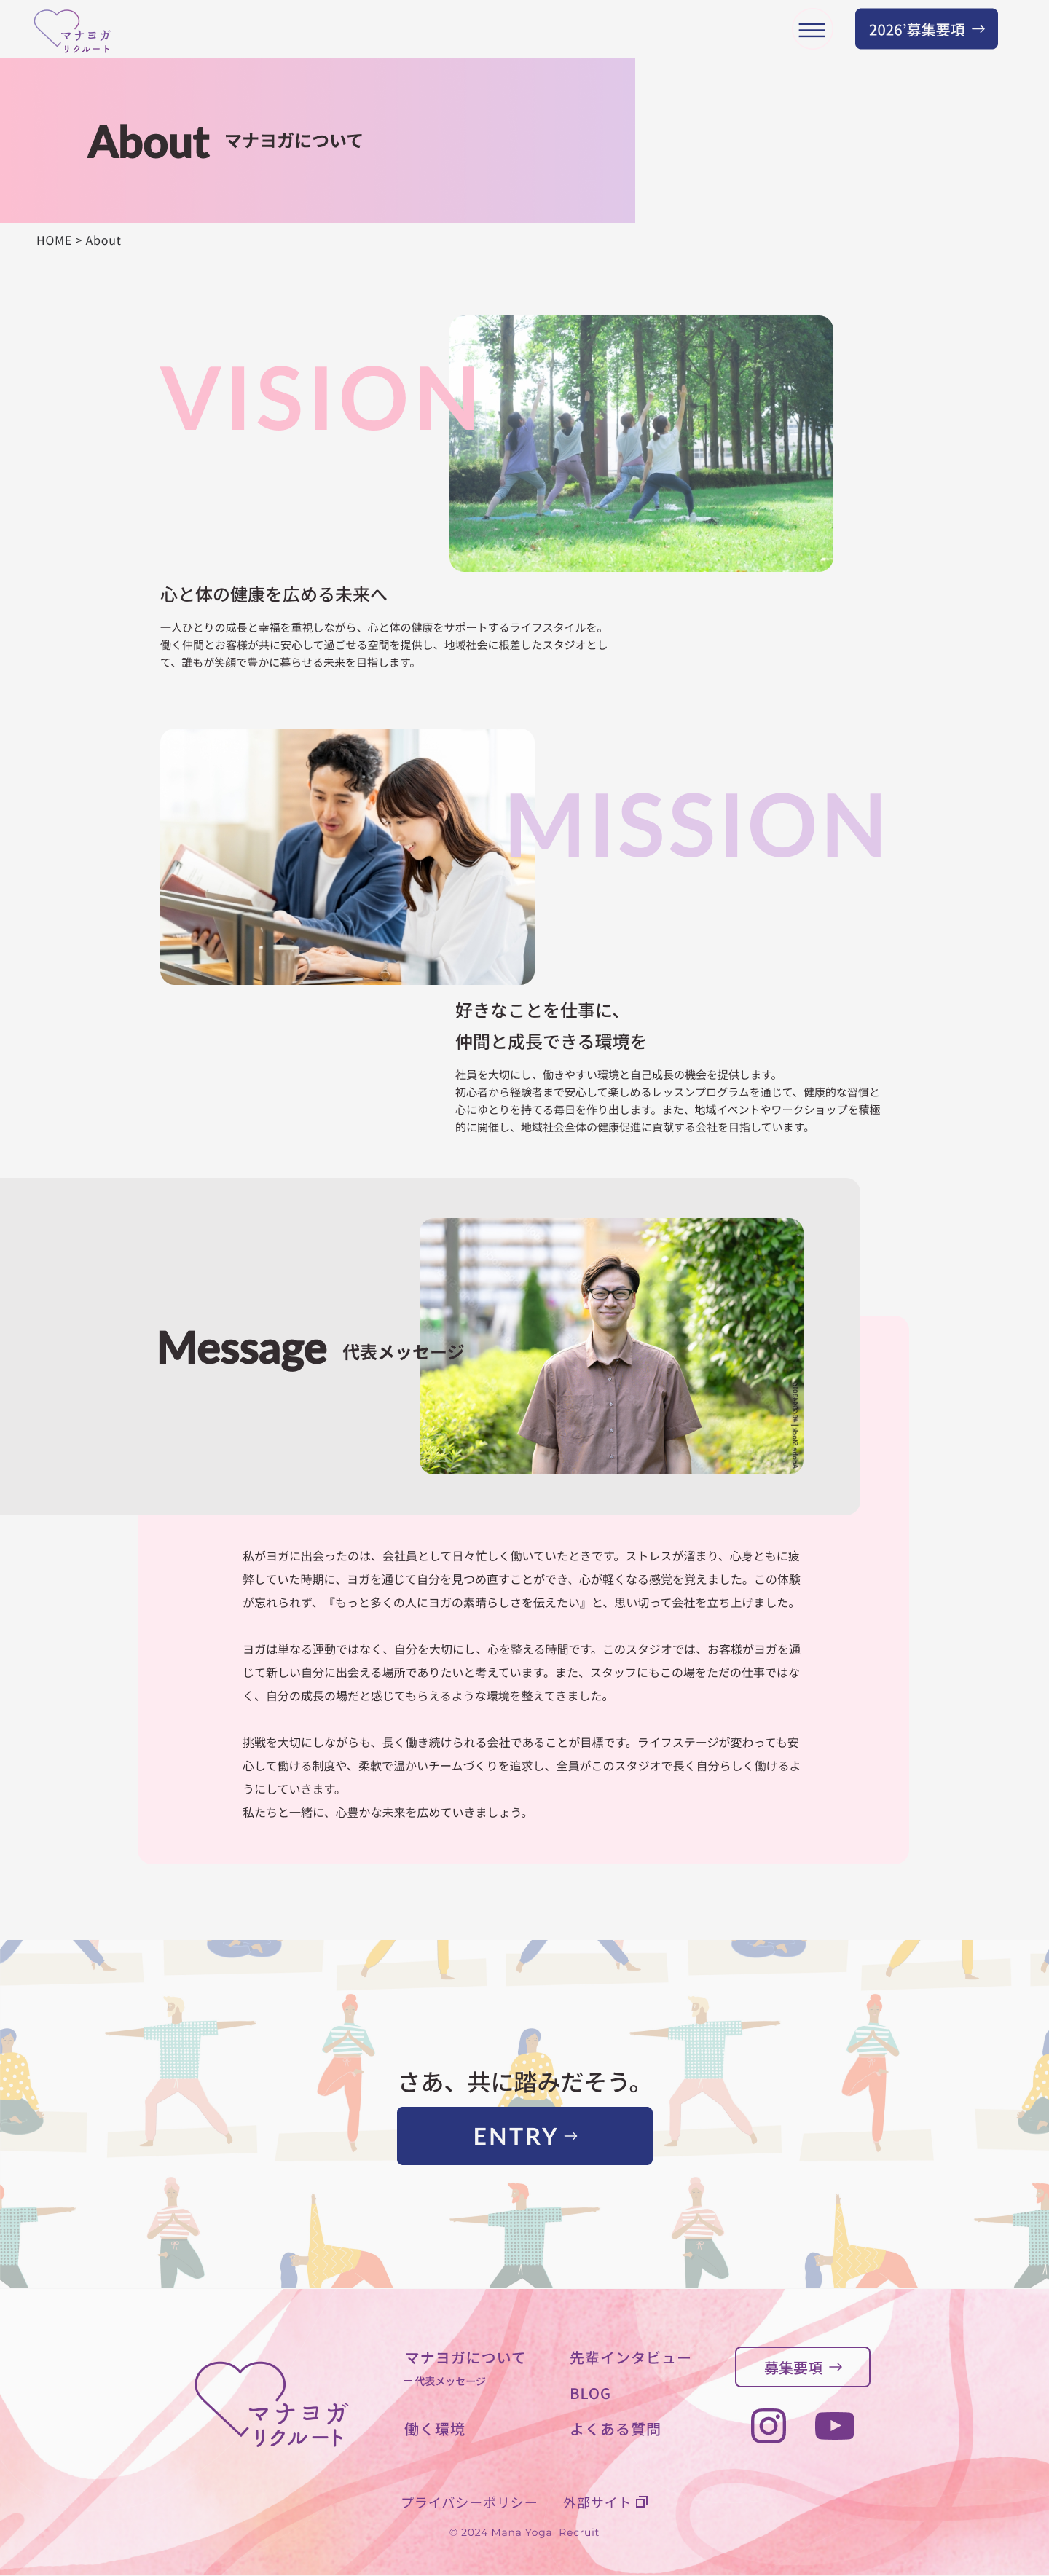 マナヨガ
リクルート
2026’募集要項
About マナヨガについて
HOME > About
VISION
心と体の健康を広める未来へ
一人ひとりの成長と幸福を重視しながら、心と体の健康をサポートするライフスタイルを。
働く仲間とお客様が共に安心して過ごせる空間を提供し、地域社会に根差したスタジオとし
て、誰もが笑顔で豊かに暮らせる未来を目指します。
MISSION
好きなことを仕事に、
仲間と成長できる環境を
社員を大切にし、働きやすい環境と自己成長の機会を提供します。
初心者から経験者まで安心して楽しめるレッスンプログラムを通じて、健康的な習慣と
心にゆとりを持てる毎日を作り出します。また、地域イベントやワークショップを積極
的に開催し、地域社会全体の健康促進に貢献する会社を目指しています。
Message 代表メッセージ
私がヨガに出会ったのは、会社員として日々忙しく働いていたときです。ストレスが溜まり、心身ともに疲
弊していた時期に、ヨガを通じて自分を見つめ直すことができ、心が軽くなる感覚を覚えました。この体験
が忘れられず、『もっと多くの人にヨガの素晴らしさを伝えたい』と、思い切って会社を立ち上げました。
ヨガは単なる運動ではなく、自分を大切にし、心を整える時間です。このスタジオでは、お客様がヨガを通
じて新しい自分に出会える場所でありたいと考えています。また、スタッフにもこの場をただの仕事ではな
く、自分の成長の場だと感じてもらえるような環境を整えてきました。
挑戦を大切にしながらも、長く働き続けられる会社であることが目標です。ライフステージが変わっても安
心して働ける制度や、柔軟で温かいチームづくりを追求し、全員がこのスタジオで長く自分らしく働けるよ
うにしていきます。
私たちと一緒に、心豊かな未来を広めていきましょう。
さあ、共に踏みだそう。
ENTRY
マナヨガ
リクルート
マナヨガについて
代表メッセージ
働く環境
先輩インタビュー
BLOG
よくある質問
募集要項
プライバシーポリシー 外部サイト
© 2024 Mana Yoga Recruit